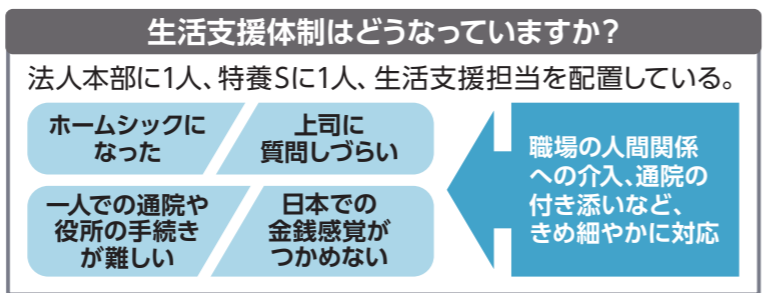 生活支援体制はどうなっていますか？
法人本部に1人、特養Sに1人、生活支援担当を配置している。
ホームシックに
なった
上司に
質問しづらい
一人での通院や
役所の手続き
が難しい
日本での
金銭感覚が
つかめない
職場の人間関係
への介入、通院の
付き添いなど、
きめ細やかに対応